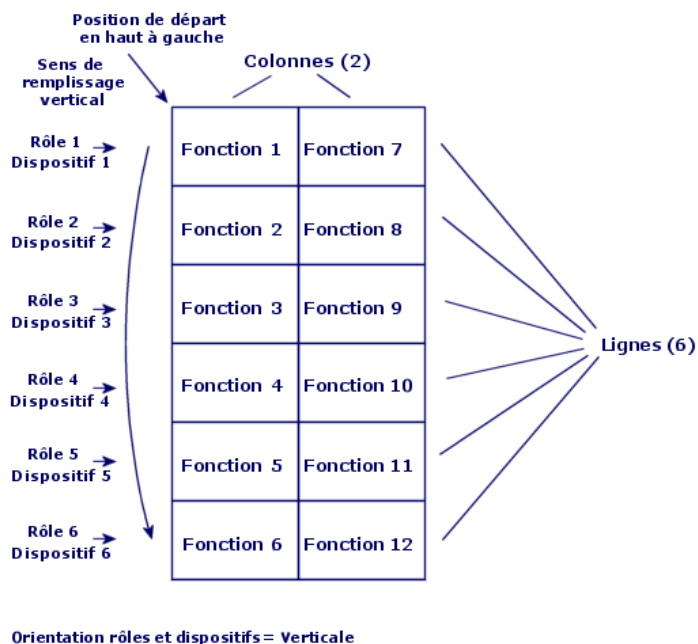 Position de départ
en haut à gauche
Colonnes (2)
Sens de
remplissage
vertical
Rôle 1
Dispositif 1
Fonction 1
Fonction 7
Rôle 2
Dispositif 2
Fonction 2
Fonction 8
Rôle 3
Dispositif 3
Fonction 3
Fonction 9
Lignes (6)
Rôle 4
Dispositif 4
Fonction 4
Fonction 10
Rôle 5
Dispositif 5
Fonction 5
Fonction 11
Rôle 6
Dispositif 6
Fonction 6
Fonction 12
Orientation rôles et dispositifs= Verticale